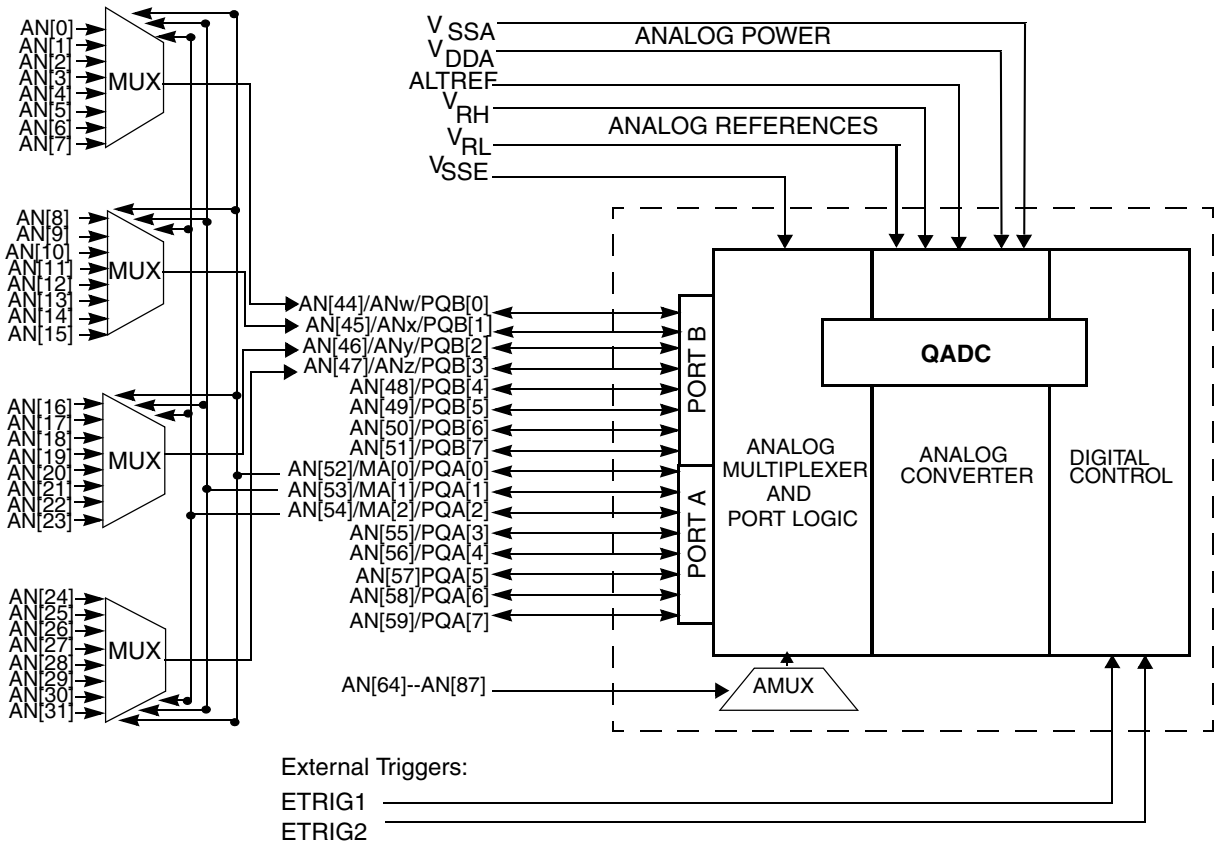 AN[0]
AN[1]
AN[2]
AN[3]
AN[4]
AN[5]
AN[6]
AN[7]
MUX
AN[8]
AN[9]
AN[10]
AN[11]
AN[12]
AN[13]
AN[14]
AN[15]
MUX
AN[16]
AN[17]
AN[18]
AN[19]
AN[20]
AN[21]
AN[22]
AN[23]
MUX
AN[24]
AN[25]
AN[26]
AN[27]
AN[28]
AN[29]
AN[30]
AN[31]
MUX
VSSA
VDDA
ANALOG POWER
ALTREF
VRH
VRL
ANALOG REFERENCES
VSSE
AN[44]/ANw/PQB[0]
AN[45]/ANx/PQB[1]
AN[46]/ANy/PQB[2]
AN[47]/ANz/PQB[3]
AN[48]/PQB[4]
AN[49]/PQB[5]
AN[50]/PQB[6]
AN[51]/PQB[7]
AN[52]/MA[0]/PQA[0]
AN[53]/MA[1]/PQA[1]
AN[54]/MA[2]/PQA[2]
AN[55]/PQA[3]
AN[56]/PQA[4]
AN[57]PQA[5]
AN[58]/PQA[6]
AN[59]/PQA[7]
PORT B
PORT A
QADC
ANALOG
MULTIPLEXER
AND
PORT LOGIC
ANALOG
CONVERTER
DIGITAL
CONTROL
AN[64]--AN[87]
AMUX
External Triggers:
ETRIG1
ETRIG2